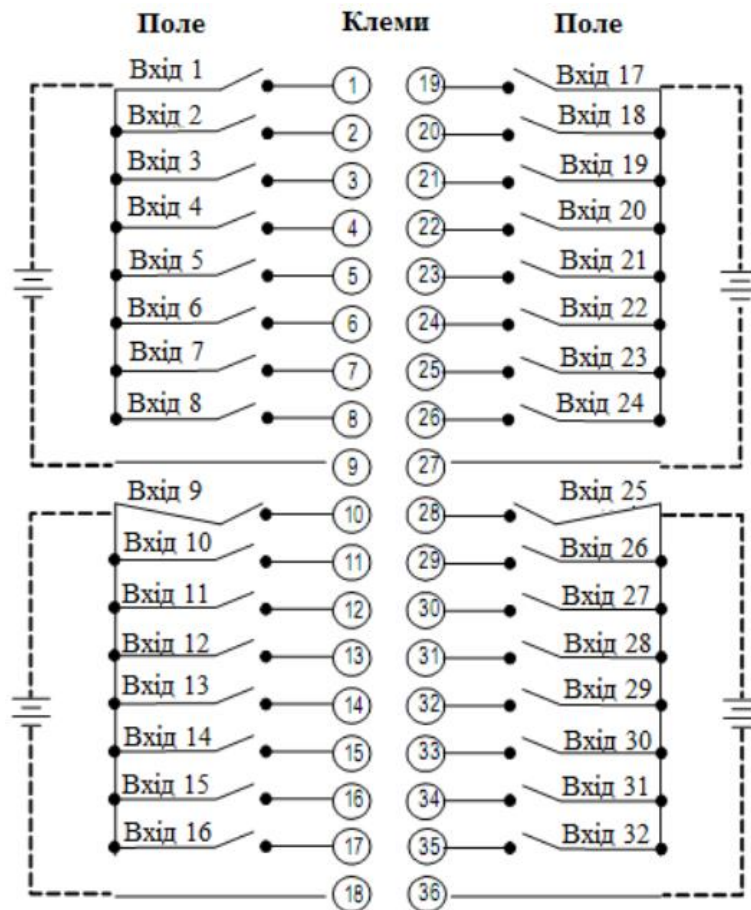 Поле Клеми Поле
Вхід 1 1 19 Вхід 17
Вхід 2 2 20 Вхід 18
Вхід 3 3 21 Вхід 19
Вхід 4 4 22 Вхід 20
Вхід 5 5 23 Вхід 21
Вхід 6 6 24 Вхід 22
Вхід 7 7 25 Вхід 23
Вхід 8 8 26 Вхід 24
9 27
Вхід 9 10 28 Вхід 25
Вхід 10 11 29 Вхід 26
Вхід 11 12 30 Вхід 27
Вхід 12 13 31 Вхід 28
Вхід 13 14 32 Вхід 29
Вхід 14 15 33 Вхід 30
Вхід 15 16 34 Вхід 31
Вхід 16 17 35 Вхід 32
18 36